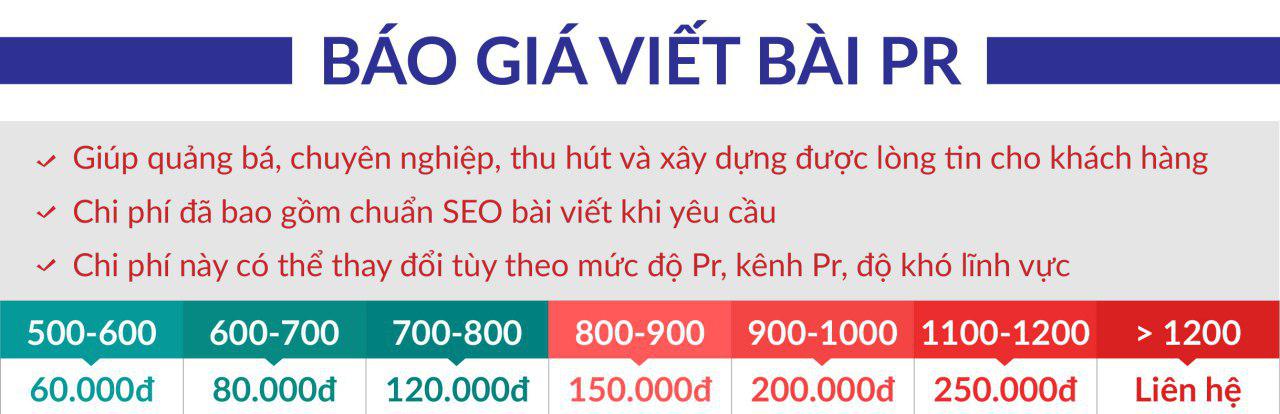 BÁO GIÁ VIẾT BÀI PR
Giúp quảng bá, chuyên nghiệp, thu hút và xây dựng được lòng tin cho khách hàng
Chi phí đã bao gồm chuẩn SEO bài viết khi yêu cầu
Chi phí này có thể thay đổi tùy theo mức độ Pr, kênh Pr, độ khó lĩnh vực
500-600 600-700 700-800 800-900 900-1000 1100-1200 > 1200
60.000đ 80.000đ 120.000đ 150.000đ 200.000đ 250.000đ Liên hệ